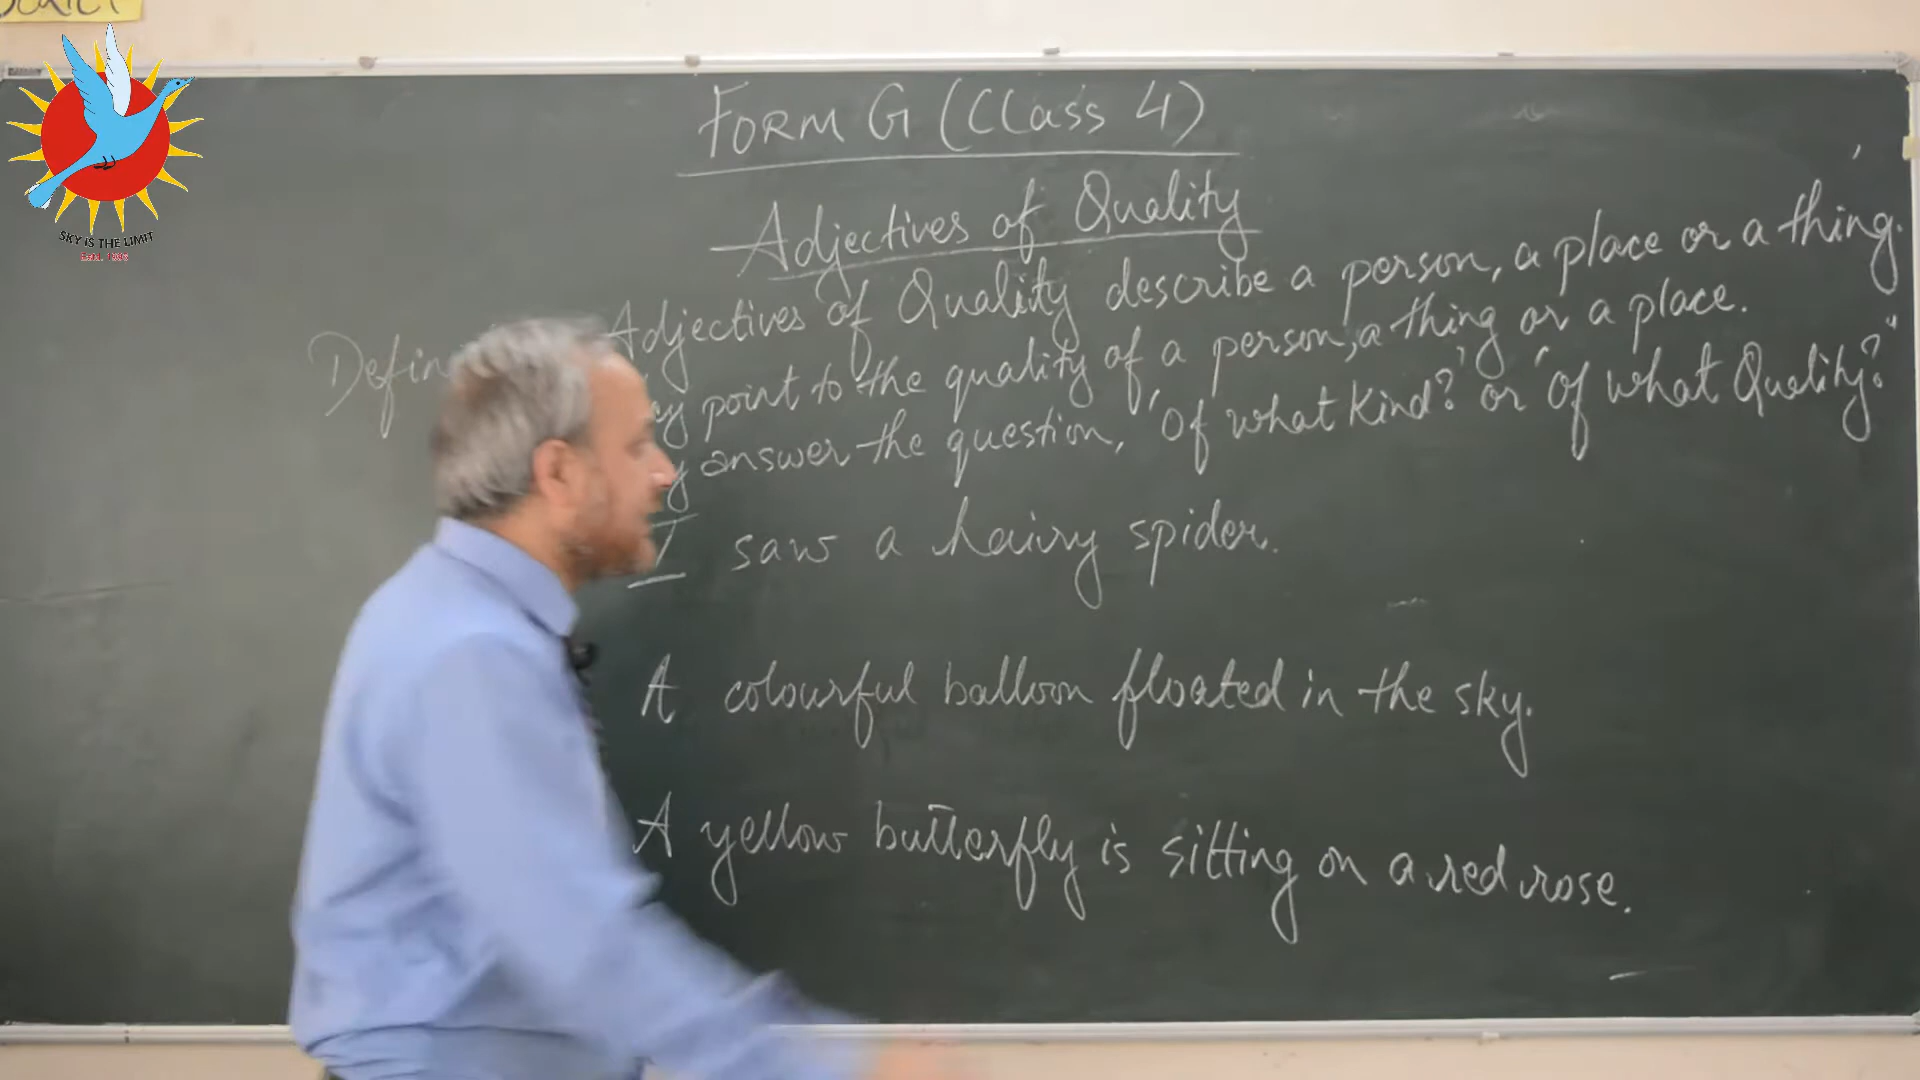 FORM G (Class 4)
Adjectives of Quality
Adjectives of Quality describe a person, a place or a thing.
point to the quality of a person, a thing or a place.
answer the question, 'Of what Kind?' or 'Of what Quality?"
I saw a hairy spider.
A colourful balloon floated in the sky.
A yellow butterfly is sitting on a red rose.
SKY IS THE LIMIT